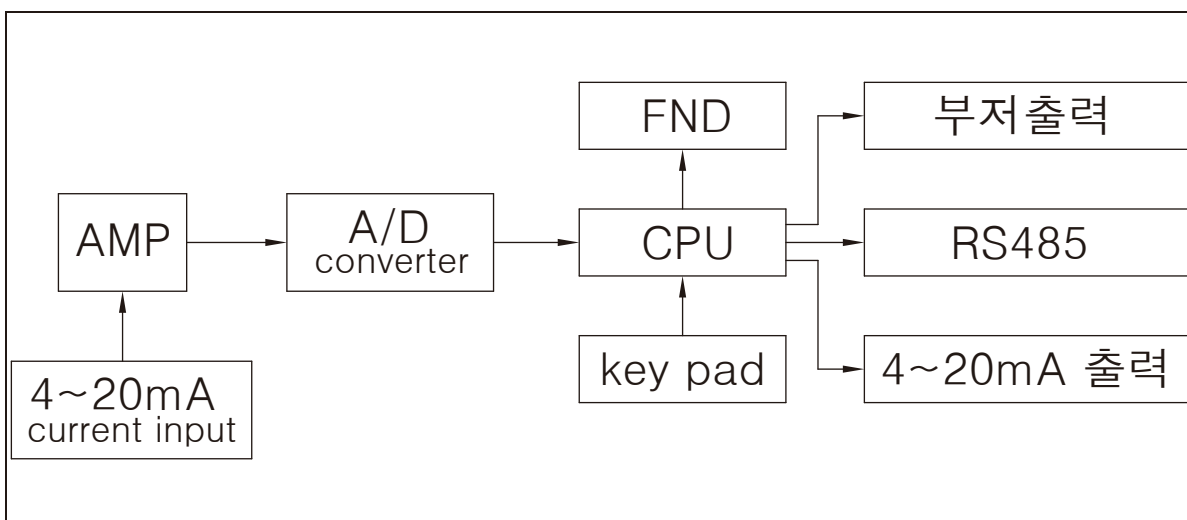 FND
부저출력
AMP
A/D
converter
CPU
RS485
4~20mA
current input
key pad
4~20mA 출력